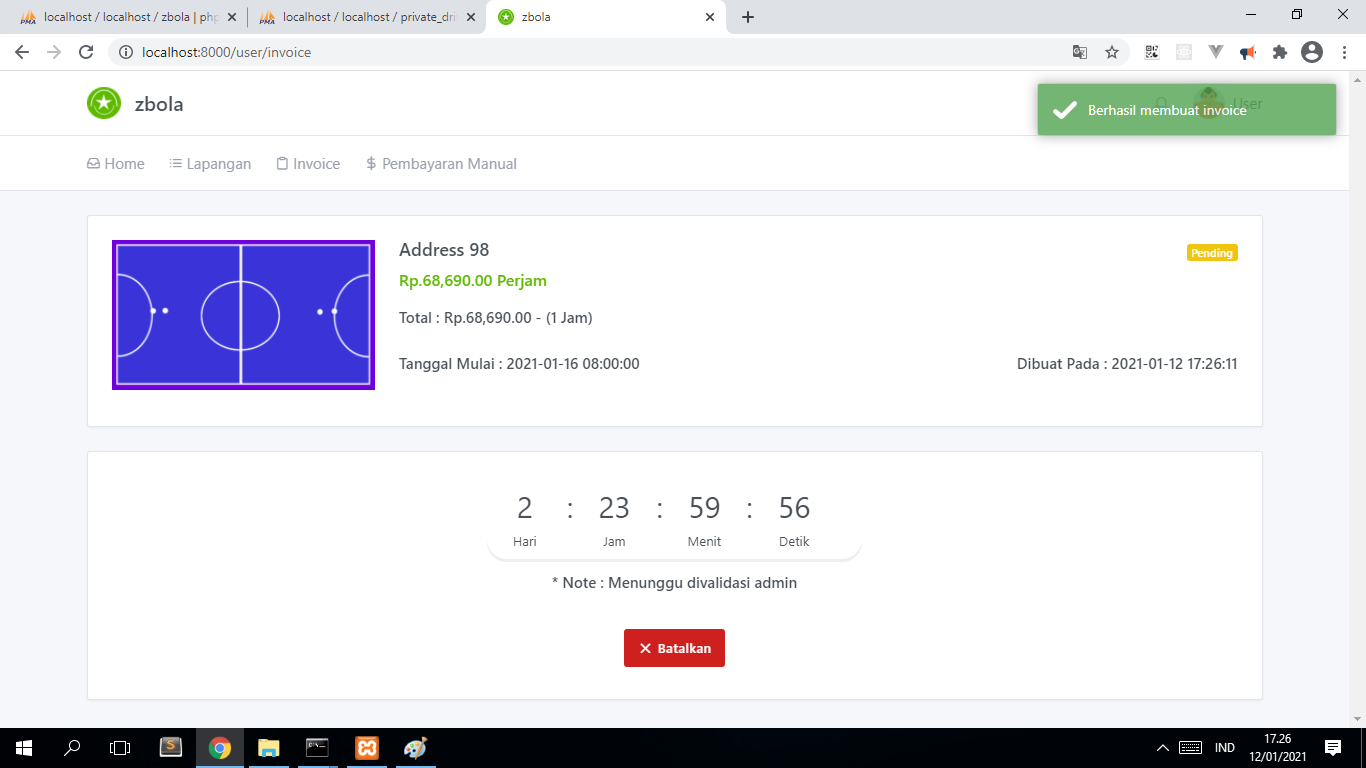 localhost / localhost / zbola | php
localhost / localhost / private_dri
zbola
localhost:8000/user/invoice
zbola
User
Berhasil membuat invoice
Home
Lapangan
Invoice
Pembayaran Manual
Address 98
Pending
Rp.68,690.00 Perjam
Total : Rp.68,690.00 - (1 Jam)
Tanggal Mulai : 2021-01-16 08:00:00
Dibuat Pada : 2021-01-12 17:26:11
2 : 23 : 59 : 56
Hari Jam Menit Detik
* Note : Menunggu divalidasi admin
Batalkan
IND
17.26
12/01/2021